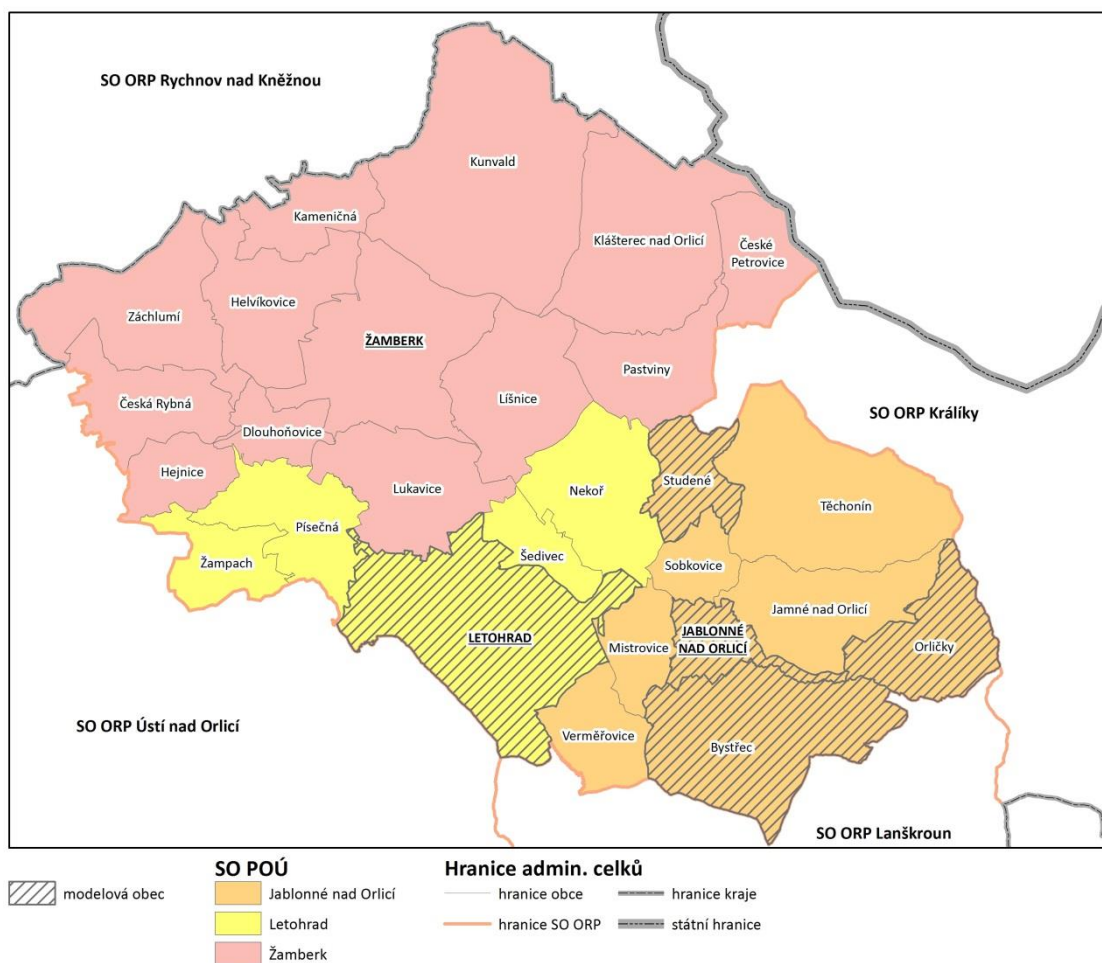 SO ORP Rychnov nad Kněžnou
Kunvald
Kameničná
Klášterec nad Orlicí
České
Petrovice
Helvíkovice
Záchlumí
ŽAMBERK
Pastviny
Líšnice
Česká Rybná
Dlouhoňovice
SO ORP Králíky
Hejnice
Lukavice
Nekoř
Studené
Těchonín
Písečná
Šedivec
Žampach
Sobkovice
Jamné nad Orlicí
LETOHRAD
Mistrovice
JABLONNÉ
NAD ORLICÍ
Orličky
SO ORP Ústí nad Orlicí
Verměřovice
Bystřec
SO ORP Lanškroun
SO POÚ
Hranice admin. celků
modelová obec
Jablonné nad Orlicí
hranice obce
hranice kraje
Letohrad
hranice SO ORP
státní hranice
Žamberk